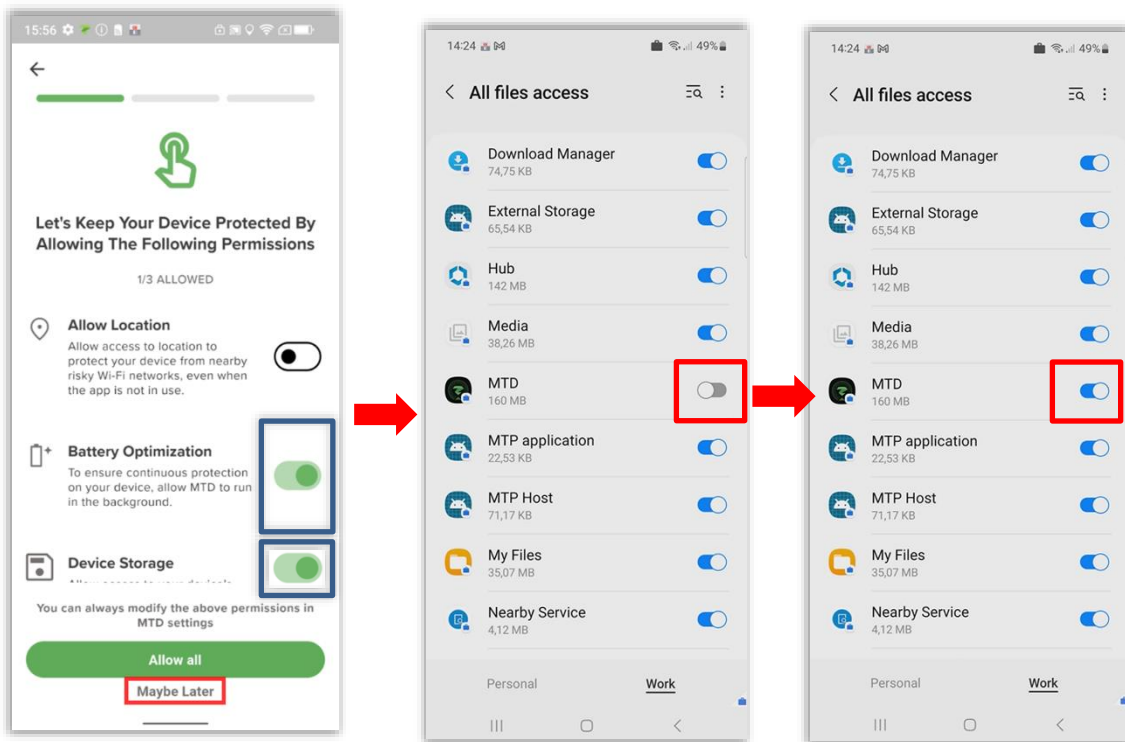 15:56
Let's Keep Your Device Protected By
Allowing The Following Permissions
1/3 ALLOWED
Allow Location
Allow access to location to
protect your device from nearby
risky Wi-Fi networks, even when
the app is not in use.
Battery Optimization
To ensure continuous protection
on your device, allow MTD to run
in the background.
Device Storage
You can always modify the above permissions in
MTD settings
Allow all
Maybe Later
14:24 49%
All files access
Download Manager
74,75 KB
External Storage
65,54 KB
Hub
142 MB
Media
38,26 MB
MTD
160 MB
MTP application
22,53 KB
MTP Host
71,17 KB
My Files
35,07 MB
Nearby Service
4,12 MB
Personal Work
14:24 49%
All files access
Download Manager
74,75 KB
External Storage
65,54 KB
Hub
142 MB
Media
38,26 MB
MTD
160 MB
MTP application
22,53 KB
MTP Host
71,17 KB
My Files
35,07 MB
Nearby Service
4,12 MB
Personal Work